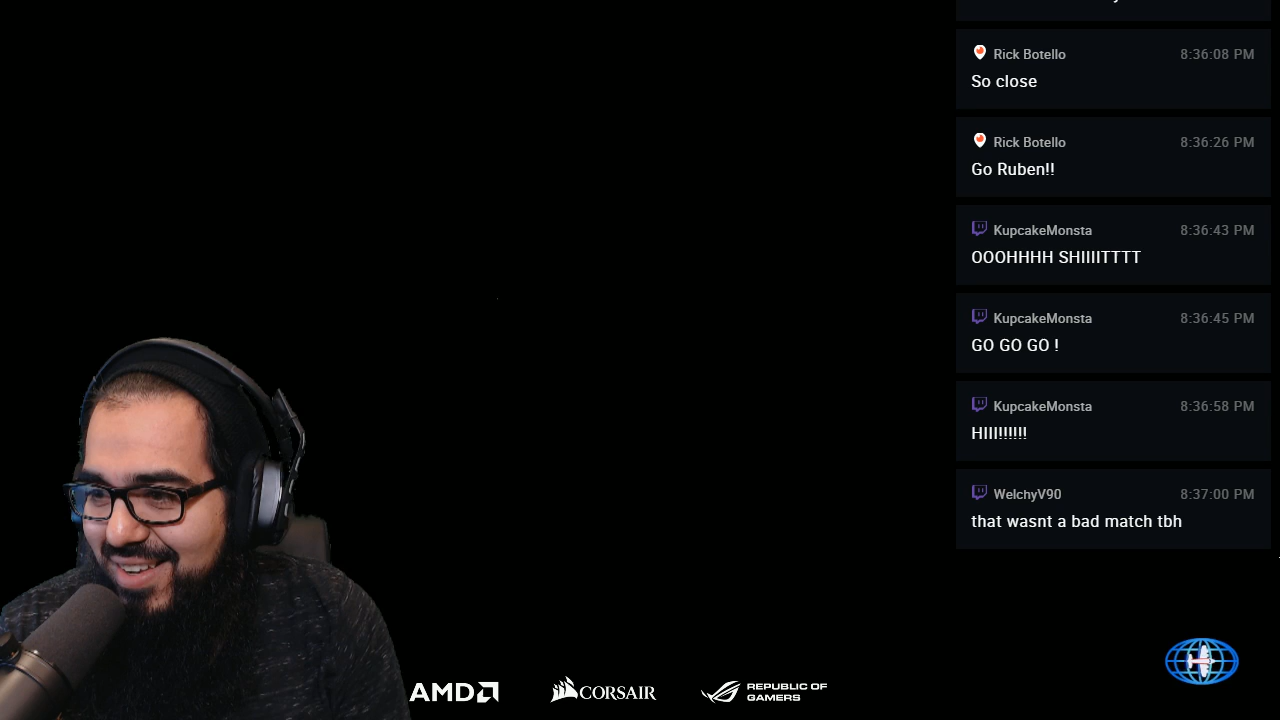 Rick Botello 8:36:08 PM
So close
Rick Botello 8:36:26 PM
Go Ruben!!
KupcakeMonsta 8:36:43 PM
OOOHHHH SHIIIITTTT
KupcakeMonsta 8:36:45 PM
GO GO GO !
KupcakeMonsta 8:36:58 PM
HIII!!!!!!
WelchyV90 8:37:00 PM
that wasnt a bad match tbh
AMD
CORSAIR
REPUBLIC OF
GAMERS